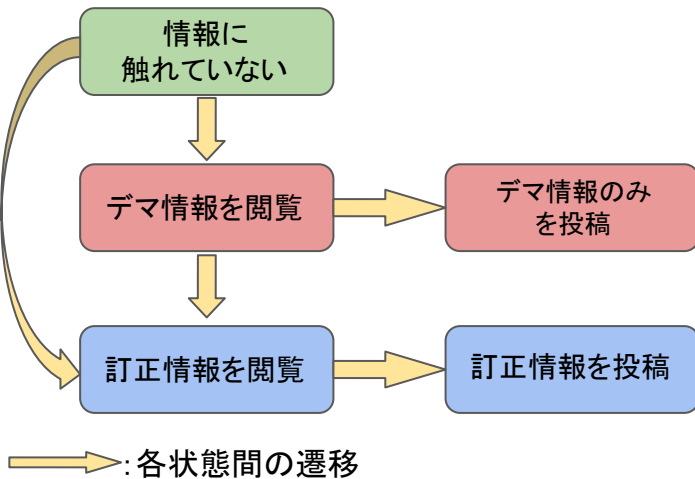 情報に
触れていない
デマ情報を閲覧
デマ情報のみ
を投稿
訂正情報を閲覧
訂正情報を投稿
:各状態間の遷移